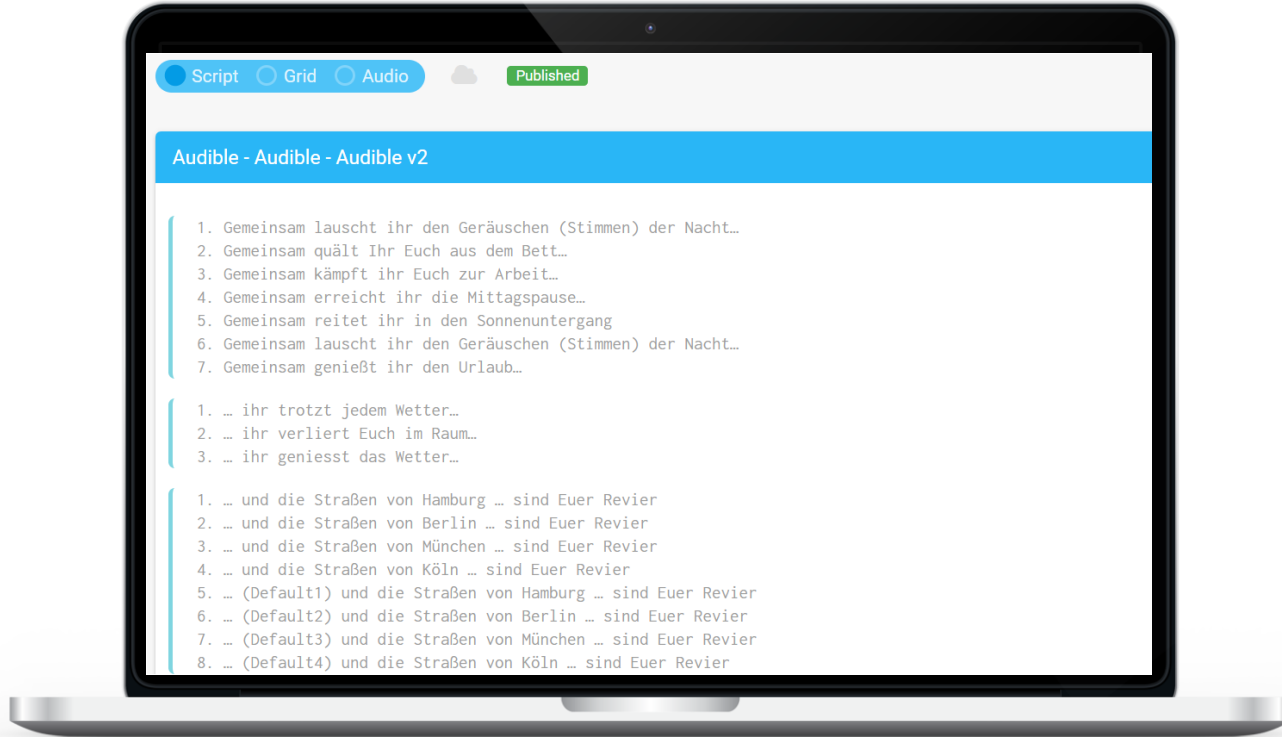 Script Grid Audio Published
Audible - Audible - Audible v2
1. Gemeinsam lauscht ihr den Geräuschen (Stimmen) der Nacht…
2. Gemeinsam quält Ihr Euch aus dem Bett…
3. Gemeinsam kämpft ihr Euch zur Arbeit…
4. Gemeinsam erreicht ihr die Mittagspause…
5. Gemeinsam reitet ihr in den Sonnenuntergang
6. Gemeinsam lauscht ihr den Geräuschen (Stimmen) der Nacht…
7. Gemeinsam genießt ihr den Urlaub…
1. … ihr trotzt jedem Wetter…
2. … ihr verliert Euch im Raum…
3. … ihr geniesst das Wetter…
1. … und die Straßen von Hamburg … sind Euer Revier
2. … und die Straßen von Berlin … sind Euer Revier
3. … und die Straßen von München … sind Euer Revier
4. … und die Straßen von Köln … sind Euer Revier
5. … (Default1) und die Straßen von Hamburg … sind Euer Revier
6. … (Default2) und die Straßen von Berlin … sind Euer Revier
7. … (Default3) und die Straßen von München … sind Euer Revier
8. … (Default4) und die Straßen von Köln … sind Euer Revier